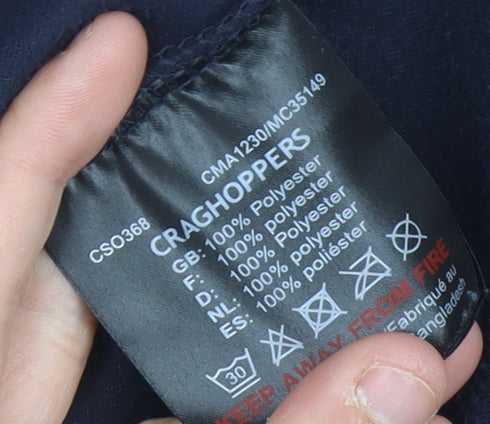 CMA1230/MC35149
CSO368
CRAGHOPPERS
GB: 100% Polyester
F: 100% polyester
D: 100% Polyester
NL: 100% polyester
ES: 100% poliéster
30
KEEP AWAY FROM FIRE
Fabriqué au